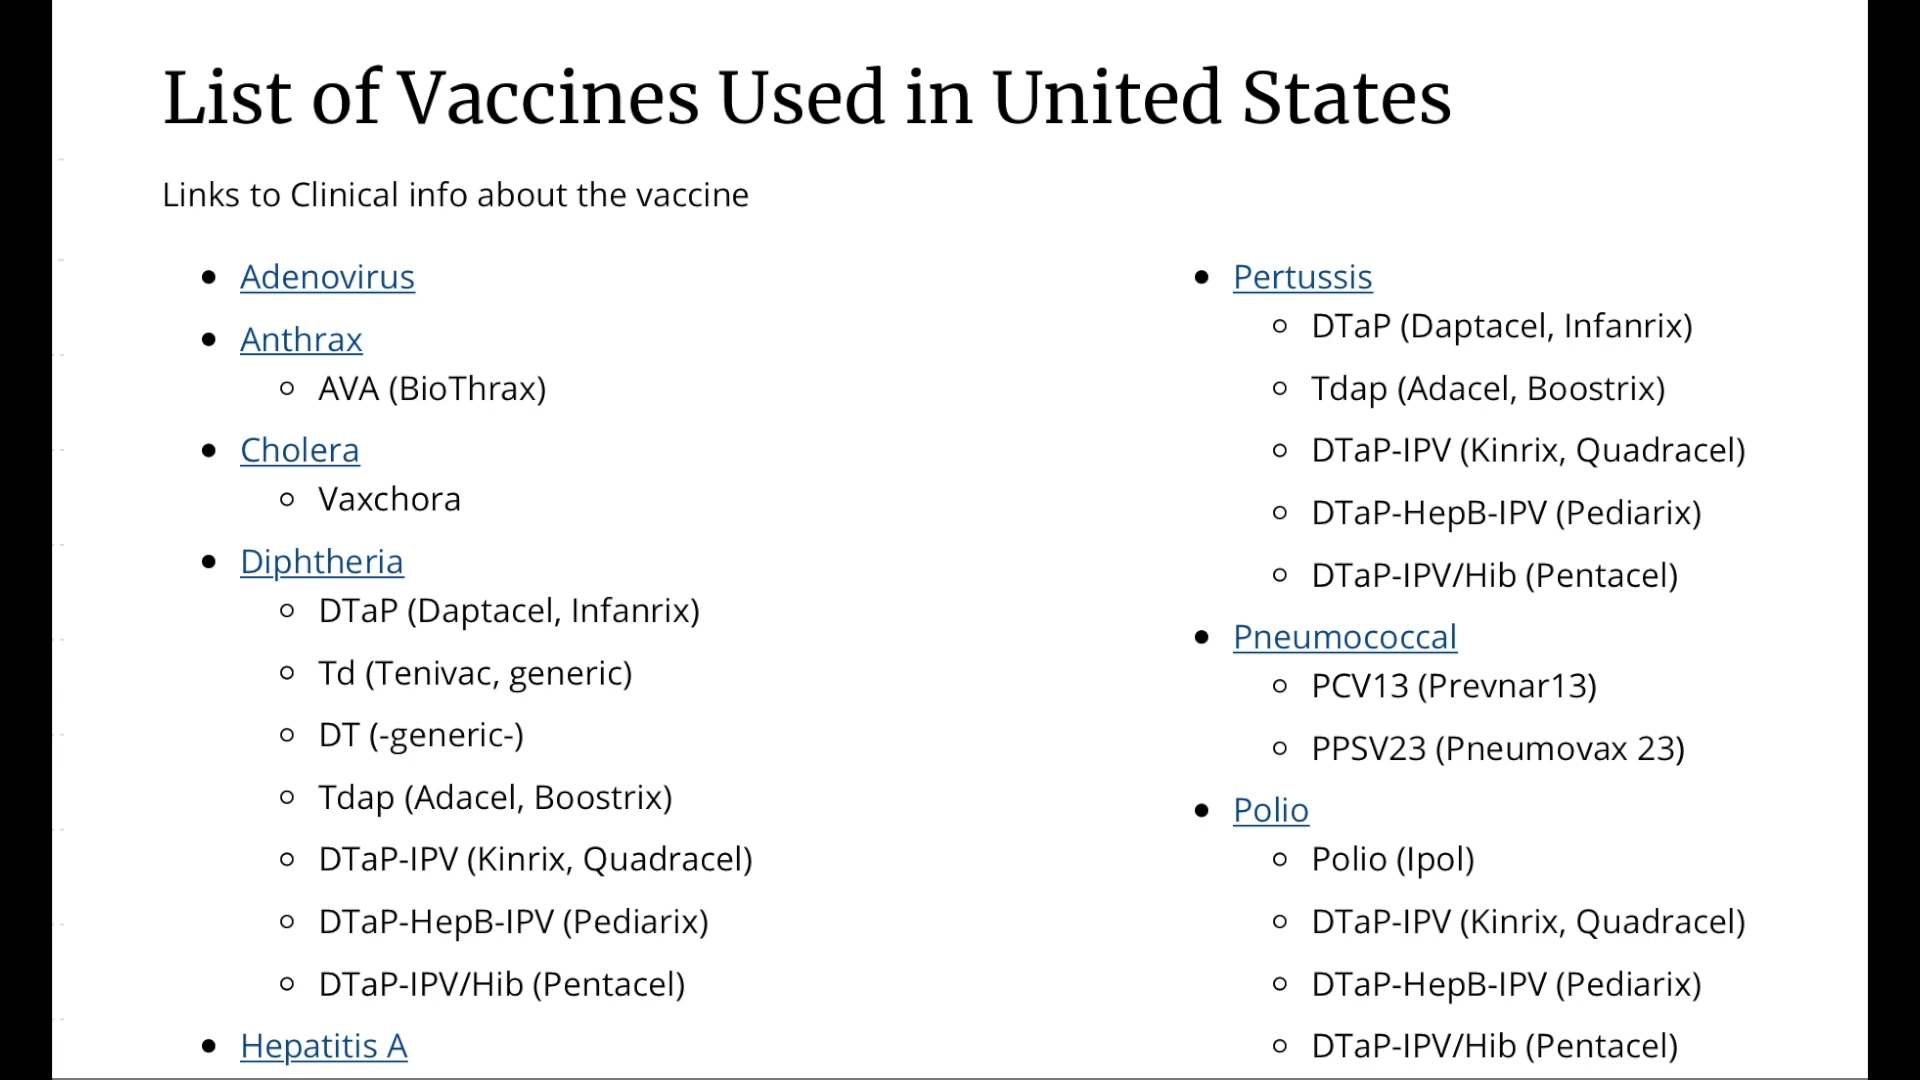 List of Vaccines Used in United States
Links to Clinical info about the vaccine
Adenovirus
Anthrax
AVA (BioThrax)
Cholera
Vaxchora
Diphtheria
DTaP (Daptacel, Infanrix)
Td (Tenivac, generic)
DT (-generic-)
Tdap (Adacel, Boostrix)
DTaP-IPV (Kinrix, Quadracel)
DTaP-HepB-IPV (Pediarix)
DTaP-IPV/Hib (Pentacel)
Hepatitis A
Pertussis
DTaP (Daptacel, Infanrix)
Tdap (Adacel, Boostrix)
DTaP-IPV (Kinrix, Quadracel)
DTaP-HepB-IPV (Pediarix)
DTaP-IPV/Hib (Pentacel)
Pneumococcal
PCV13 (Prevnar13)
PPSV23 (Pneumovax 23)
Polio
Polio (Ipol)
DTaP-IPV (Kinrix, Quadracel)
DTaP-HepB-IPV (Pediarix)
DTaP-IPV/Hib (Pentacel)